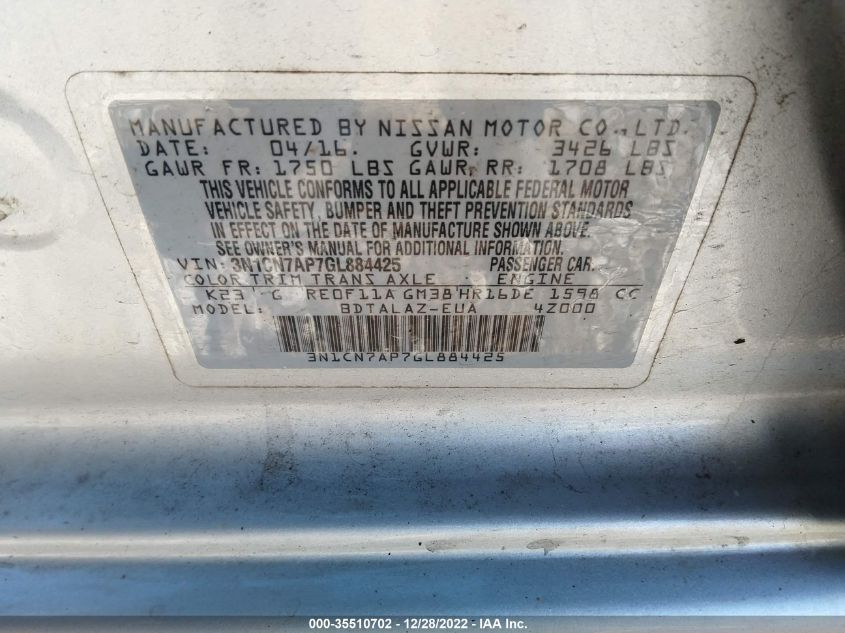 MANUFACTURED BY NISSAN MOTOR CO.,LTD.
DATE: 04/16. GVWR: 3426 LBS
GAWR FR: 1750 LBS GAWR, RR: 1708 LBS
THIS VEHICLE CONFORMS TO ALL APPLICABLE FEDERAL MOTOR
VEHICLE SAFETY, BUMPER AND THEFT PREVENTION STANDARDS
IN EFFECT ON THE DATE OF MANUFACTURE SHOWN ABOVE.
SEE OWNER'S MANUAL FOR ADDITIONAL INFORMATION.
VIN: 3N1CN7AP7GL884425 PASSENGER CAR.
COLOR TRIM TRANS AXLE ENGINE
K23 G RE0F11A GM38 HR16DE 1598 CC
MODEL: BDTALAZ-EUA 4Z000
3N1CN7AP7GL884425
000-35510702 - 12/28/2022 - IAA Inc.